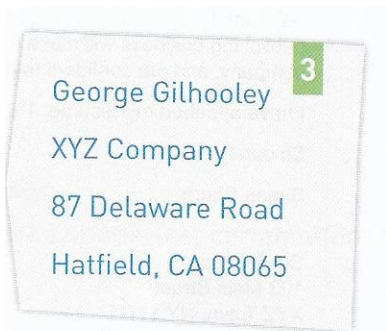 3
George Gilhooley
XYZ Company
87 Delaware Road
Hatfield, CA 08065